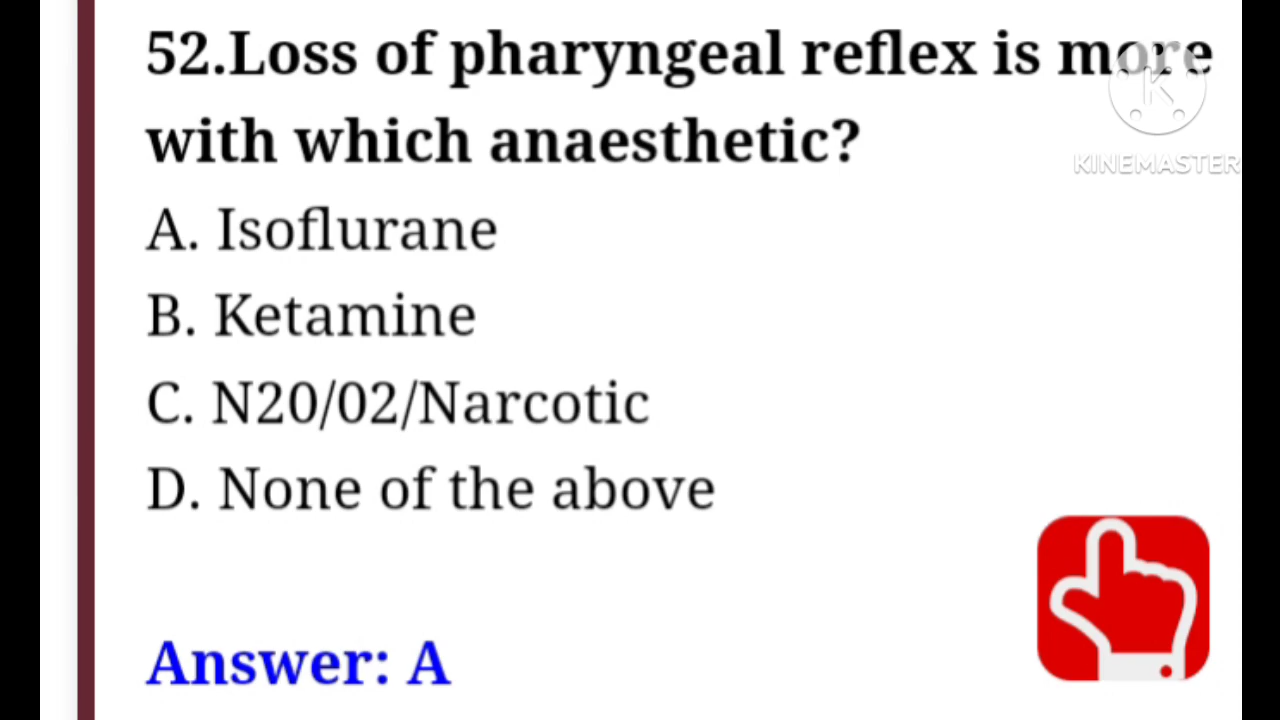 52.Loss of pharyngeal reflex is more
with which anaesthetic?
A. Isoflurane
B. Ketamine
C. N20/02/Narcotic
D. None of the above
Answer: A
K
KINEMASTER